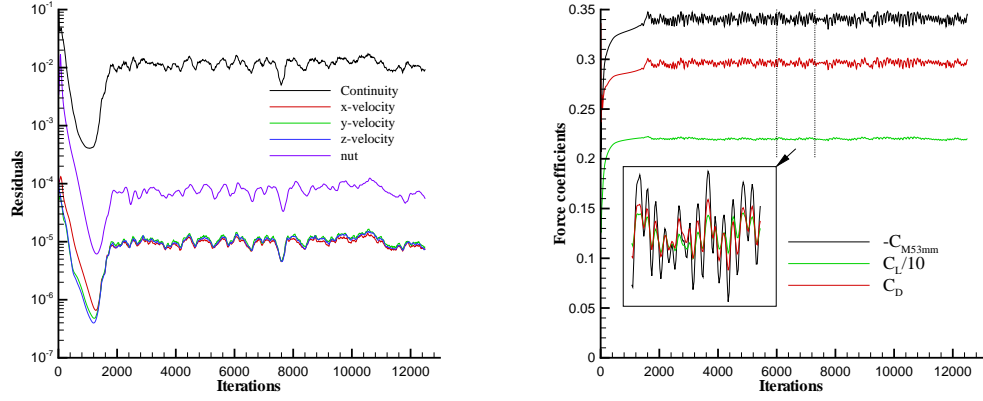 10^-1
10^-2
10^-3
10^-4
10^-5
10^-6
10^-7
Residuals
Continuity
x-velocity
y-velocity
z-velocity
nut
0 2000 4000 6000 8000 10000 12000
Iterations
0.35
0.3
0.25
0.2
0.15
0.1
0.05
0
Force coefficients
-C_M53mm
C_L/10
C_D
0 2000 4000 6000 8000 10000 12000
Iterations